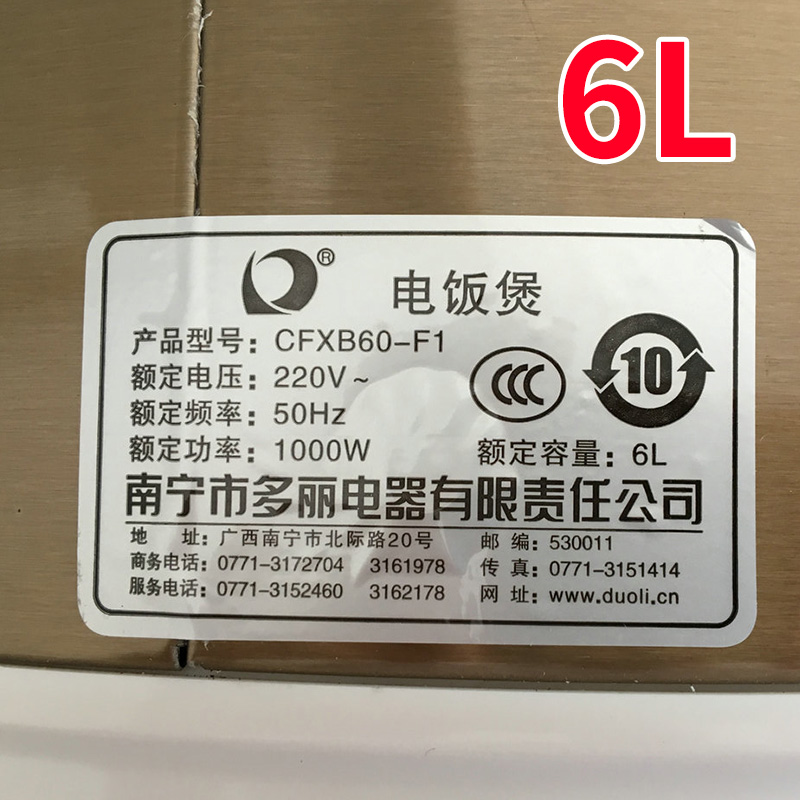 6L
®
电饭煲
产品型号：CFXB60-F1
额定电压：220V～
额定频率：50Hz
额定功率：1000W
CCC
10
额定容量：6L
南宁市多丽电器有限责任公司
地 址：广西南宁市北际路20号 邮 编：530011
商务电话：0771-3172704 3161978 传 真：0771-3151414
服务电话：0771-3152460 3162178 网 址：www.duoli.cn